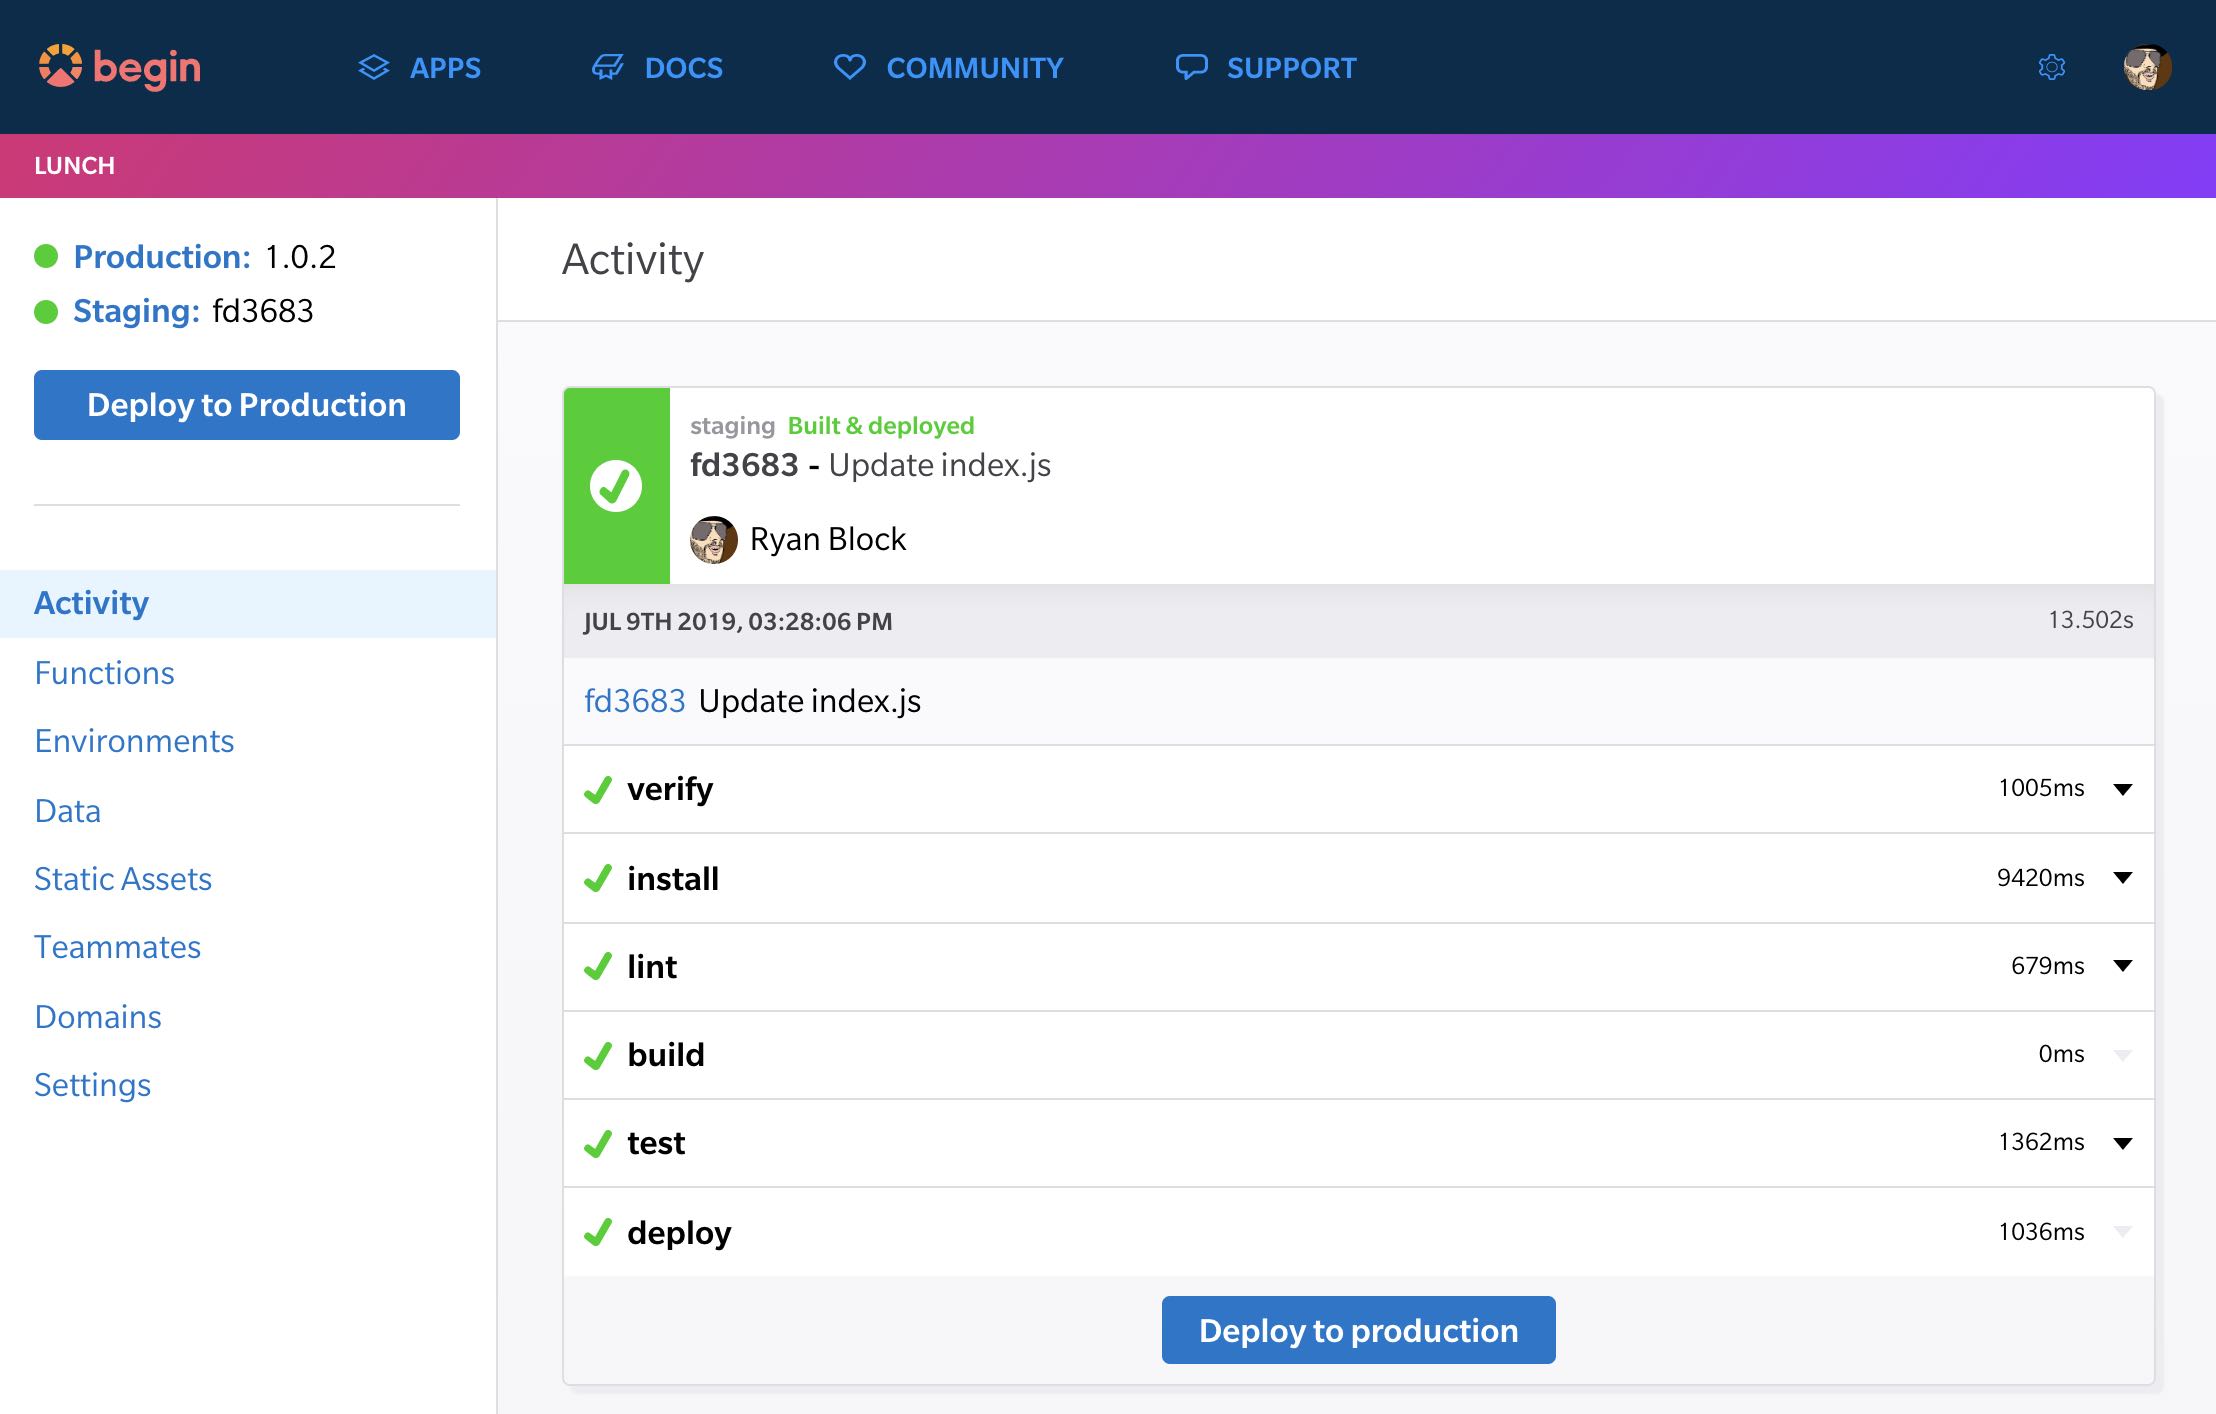 begin
APPS
DOCS
COMMUNITY
SUPPORT
LUNCH
Production: 1.0.2
Staging: fd3683
Deploy to Production
Activity
Functions
Environments
Data
Static Assets
Teammates
Domains
Settings
Activity
staging Built & deployed
fd3683 - Update index.js
Ryan Block
JUL 9TH 2019, 03:28:06 PM 13.502s
fd3683 Update index.js
verify 1005ms
install 9420ms
lint 679ms
build 0ms
test 1362ms
deploy 1036ms
Deploy to production